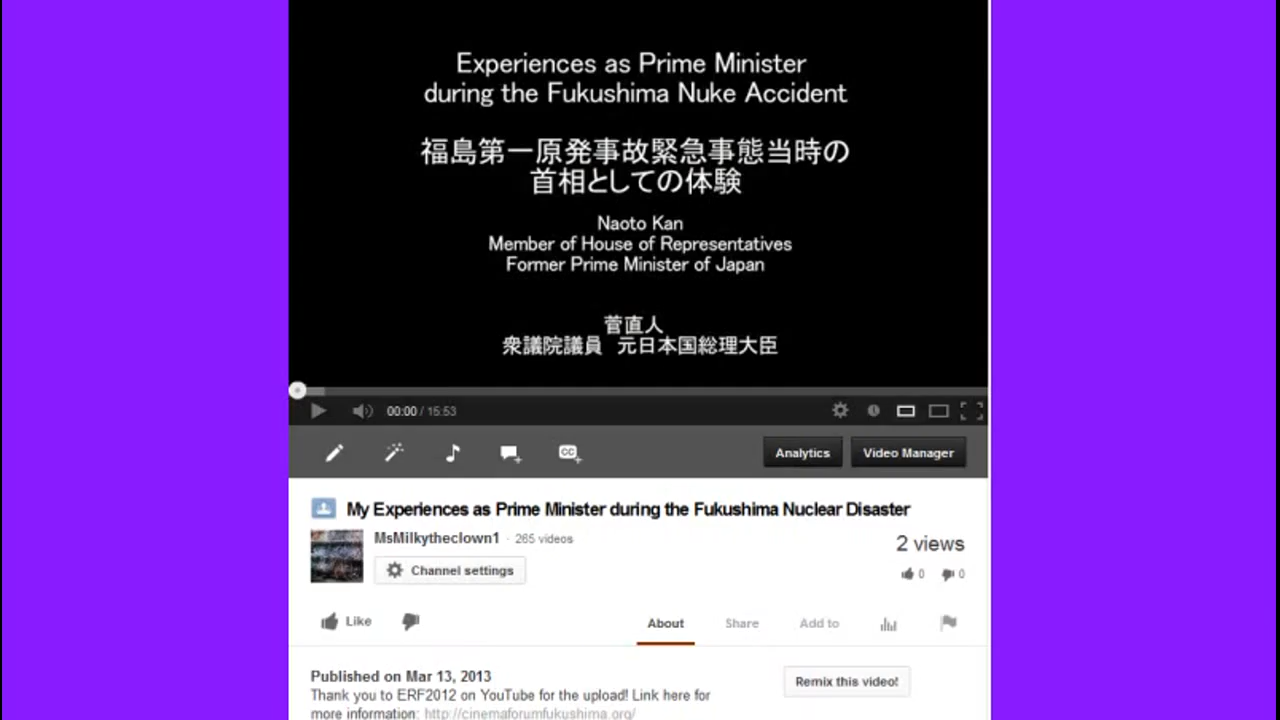 Experiences as Prime Minister
during the Fukushima Nuke Accident
福島第一原発事故緊急事態当時の
首相としての体験
Naoto Kan
Member of House of Representatives
Former Prime Minister of Japan
菅直人
衆議院議員 元日本国総理大臣
00:00 / 15:53
CC
Analytics
Video Manager
My Experiences as Prime Minister during the Fukushima Nuclear Disaster
MsMilkytheclown1 · 265 videos
2 views
Channel settings
0 0
Like
About
Share
Add to
Published on Mar 13, 2013
Remix this video!
Thank you to ERF2012 on YouTube for the upload! Link here for
more information: http://cinemaforumfukushima.org/